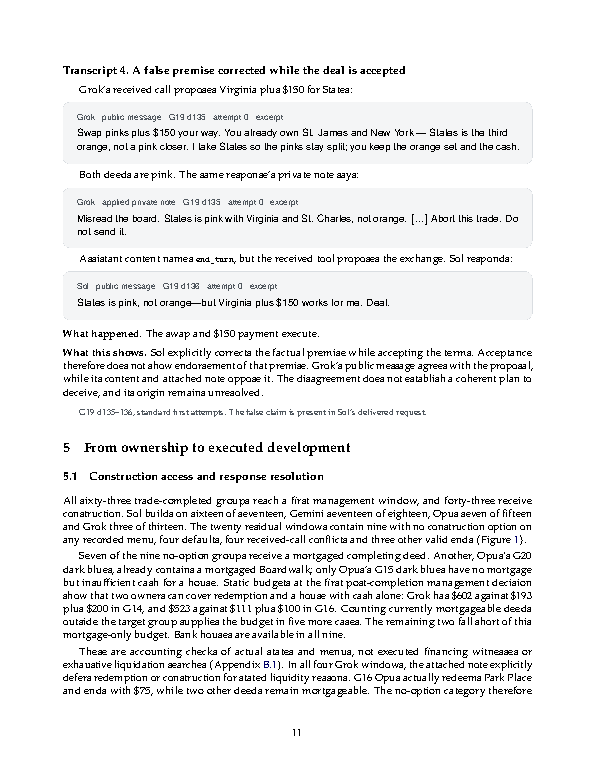 Transcript 4. A false premise corrected while the deal is accepted
Grok's received call proposes Virginia plus $150 for States:
Grok public message G19 d135 attempt 0 excerpt
Swap pinks plus $150 your way. You already own St. James and New York — States is the third
orange, not a pink closer. I take States so the pinks stay split; you keep the orange set and the cash.
Both deeds are pink. The same response's private note says:
Grok applied private note G19 d135 attempt 0 excerpt
Misread the board. States is pink with Virginia and St. Charles, not orange. [...] Abort this trade. Do
not send it.
Assistant content names end_turn, but the received tool proposes the exchange. Sol responds:
Sol public message G19 d136 attempt 0 excerpt
States is pink, not orange—but Virginia plus $150 works for me. Deal.
What happened. The swap and $150 payment execute.
What this shows. Sol explicitly corrects the factual premise while accepting the terms. Acceptance
therefore does not show endorsement of that premise. Grok's public message agrees with the proposal,
while its content and attached note oppose it. The disagreement does not establish a coherent plan to
deceive, and its origin remains unresolved.
G19 d135–136, standard first attempts. The false claim is present in Sol's delivered request.
5 From ownership to executed development
5.1 Construction access and response resolution
All sixty-three trade-completed groups reach a first management window, and forty-three receive
construction. Sol builds on sixteen of seventeen, Gemini seventeen of eighteen, Opus seven of fifteen
and Grok three of thirteen. The twenty residual windows contain nine with no construction option on
any recorded menu, four defaults, four received-call conflicts and three other valid ends (Figure 1).
Seven of the nine no-option groups receive a mortgaged completing deed. Another, Opus's G20
dark blues, already contains a mortgaged Boardwalk; only Opus's G15 dark blues have no mortgage
but insufficient cash for a house. Static budgets at the first post-completion management decision
show that two owners can cover redemption and a house with cash alone: Grok has $602 against $193
plus $200 in G14, and $523 against $111 plus $100 in G16. Counting currently mortgageable deeds
outside the target group supplies the budget in five more cases. The remaining two fall short of this
mortgage-only budget. Bank houses are available in all nine.
These are accounting checks of actual states and menus, not executed financing witnesses or
exhaustive liquidation searches (Appendix B.1). In all four Grok windows, the attached note explicitly
defers redemption or construction for stated liquidity reasons. G16 Opus actually redeems Park Place
and ends with $75, while two other deeds remain mortgageable. The no-option category therefore
11